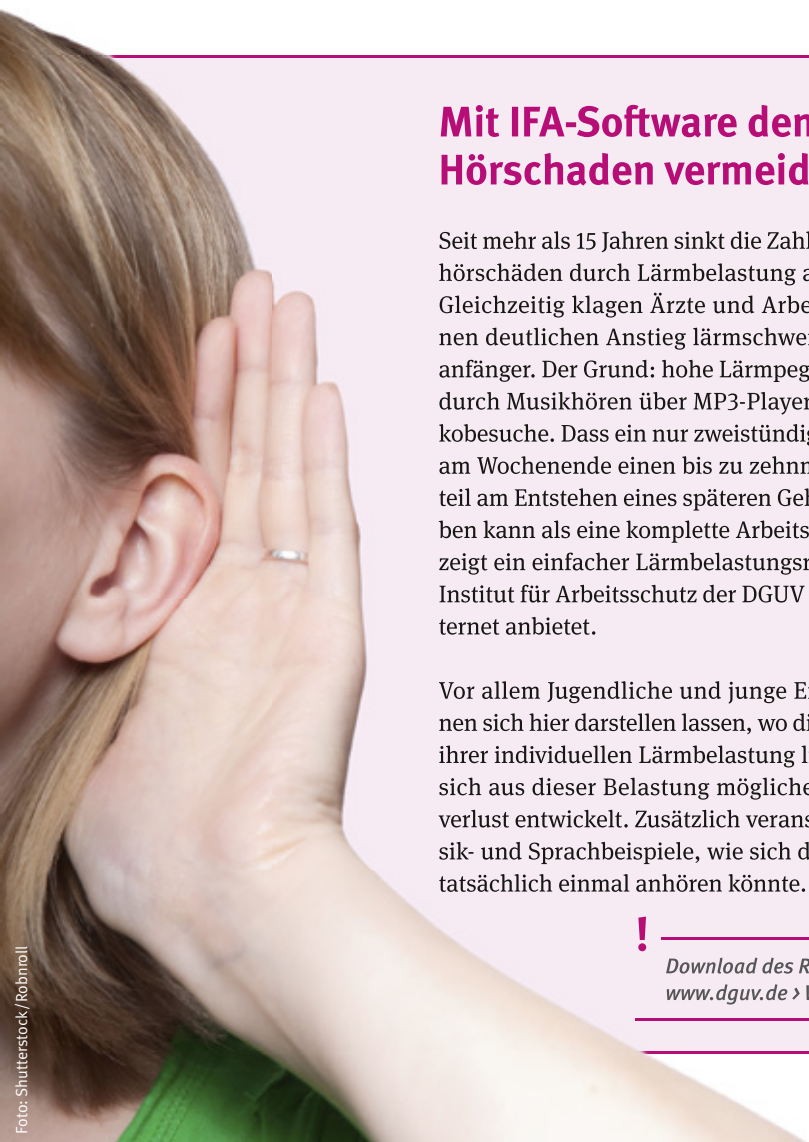 Mit IFA-Software den
Hörschaden vermeid
Seit mehr als 15 Jahren sinkt die Zahl
hörschäden durch Lärmbelastung a
Gleichzeitig klagen Ärzte und Arbe
nen deutlichen Anstieg lärmschwer
anfänger. Der Grund: hohe Lärmpeg
durch Musikhören über MP3-Player
kobesuche. Dass ein nur zweistündig
am Wochenende einen bis zu zehnm
teil am Entstehen eines späteren Geh
ben kann als eine komplette Arbeits
zeigt ein einfacher Lärmbelastungsr
Institut für Arbeitsschutz der DGUV
ternet anbietet.
Vor allem Jugendliche und junge Er
nen sich hier darstellen lassen, wo di
ihrer individuellen Lärmbelastung l
sich aus dieser Belastung mögliche
verlust entwickelt. Zusätzlich verans
sik- und Sprachbeispiele, wie sich d
tatsächlich einmal anhören könnte.
!
Download des R
www.dguv.de ›
Foto: Shutterstock/Robnroll